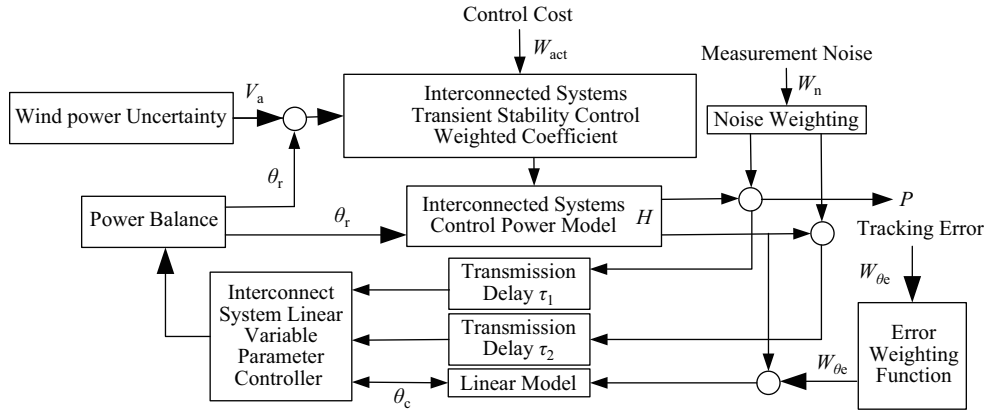 Control Cost
W_act
Measurement Noise
W_n
Wind power Uncertainty
V_a
Interconnected Systems
Transient Stability Control
Weighted Coefficient
Noise Weighting
θ_r
Power Balance
θ_r
Interconnected Systems
Control Power Model
H
P
Tracking Error
W_θe
Interconnect
System Linear
Variable
Parameter
Controller
Transmission
Delay τ_1
Transmission
Delay τ_2
Linear Model
θ_c
W_θe
Error
Weighting
Function